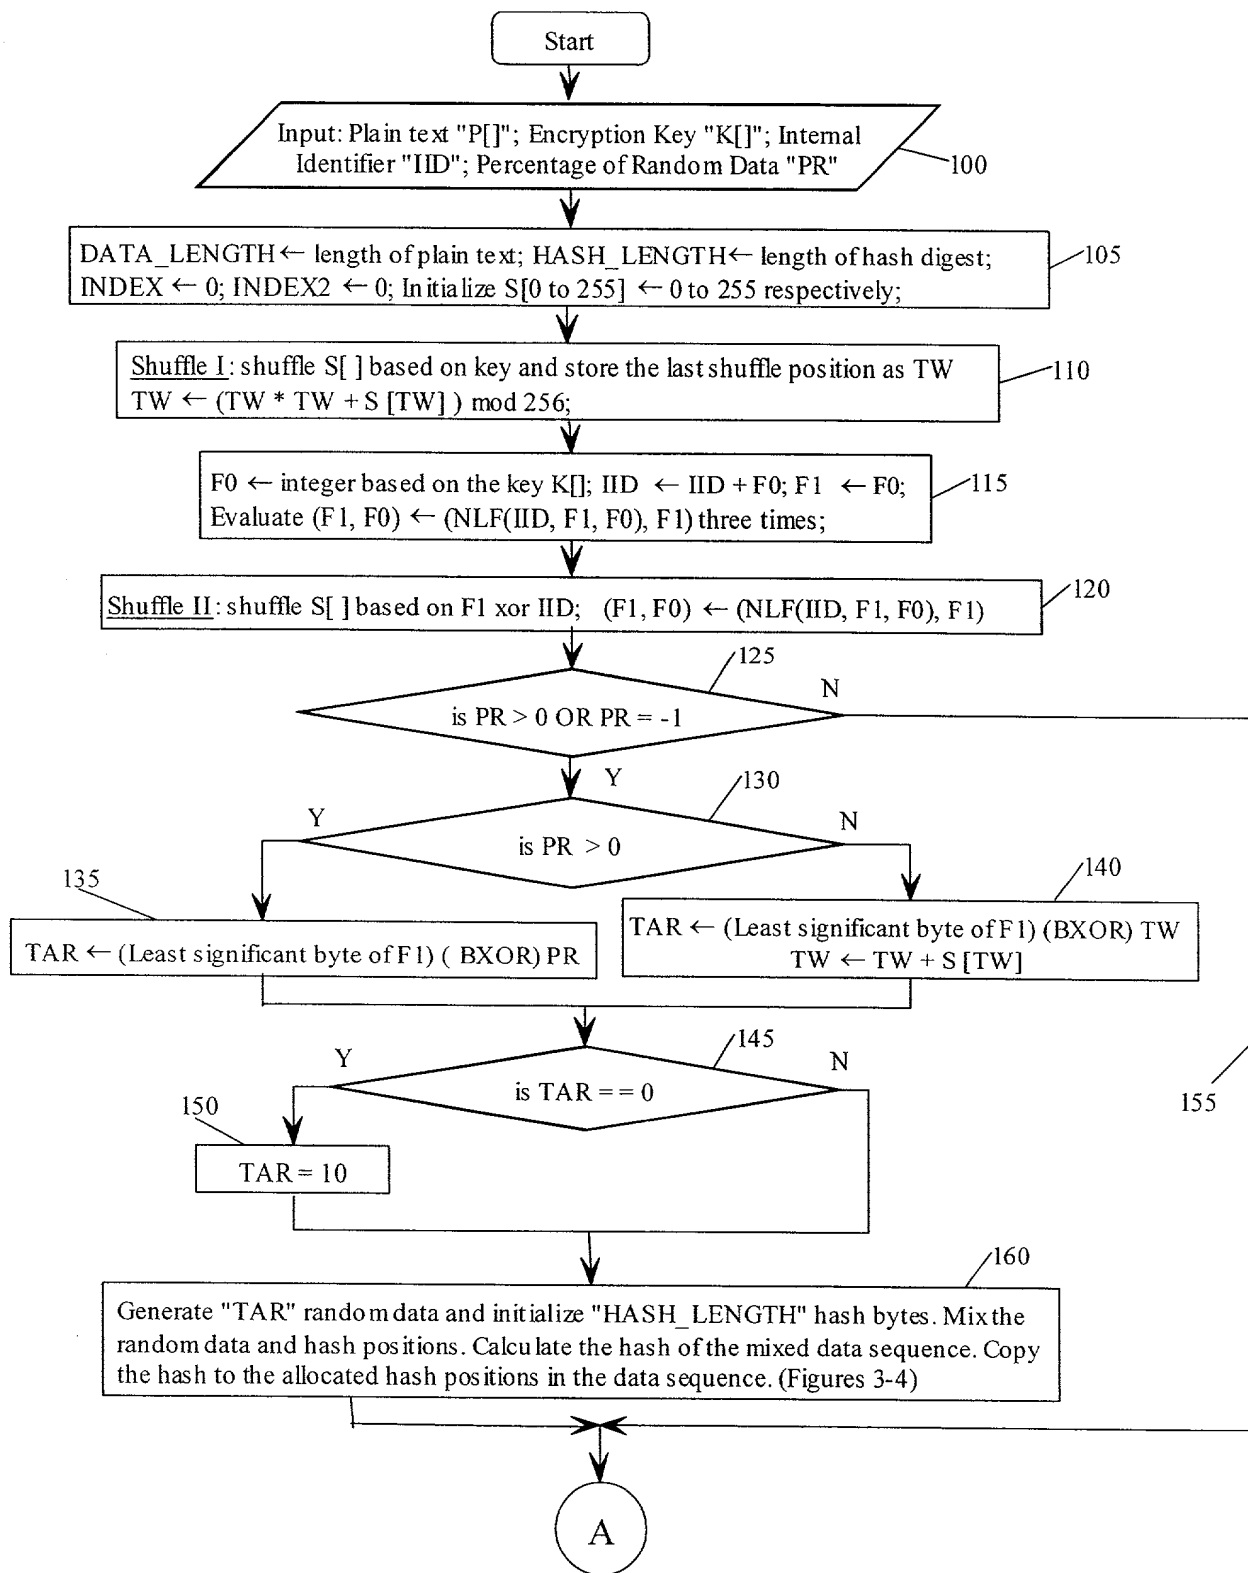 Start
Input: Plain text "P[]"; Encryption Key "K[]"; Internal
Identifier "IID"; Percentage of Random Data "PR"
100
DATA_LENGTH ← length of plain text; HASH_LENGTH ← length of hash digest;
INDEX ← 0; INDEX2 ← 0; Initialize S[0 to 255] ← 0 to 255 respectively;
105
Shuffle I: shuffle S[ ] based on key and store the last shuffle position as TW
TW ← (TW * TW + S [TW] ) mod 256;
110
F0 ← integer based on the key K[]; IID ← IID + F0; F1 ← F0;
Evaluate (F1, F0) ← (NLF(IID, F1, F0), F1) three times;
115
Shuffle II: shuffle S[ ] based on F1 xor IID; (F1, F0) ← (NLF(IID, F1, F0), F1)
120
125
N
is PR > 0 OR PR = -1
Y
130
Y
N
is PR > 0
135
140
TAR ← (Least significant byte of F1) ( BXOR) PR
TAR ← (Least significant byte of F1) (BXOR) TW
TW ← TW + S [TW]
145
Y
N
is TAR = = 0
150
155
TAR = 10
160
Generate "TAR" random data and initialize "HASH_LENGTH" hash bytes. Mix the
random data and hash positions. Calculate the hash of the mixed data sequence. Copy
the hash to the allocated hash positions in the data sequence. (Figures 3-4)
A